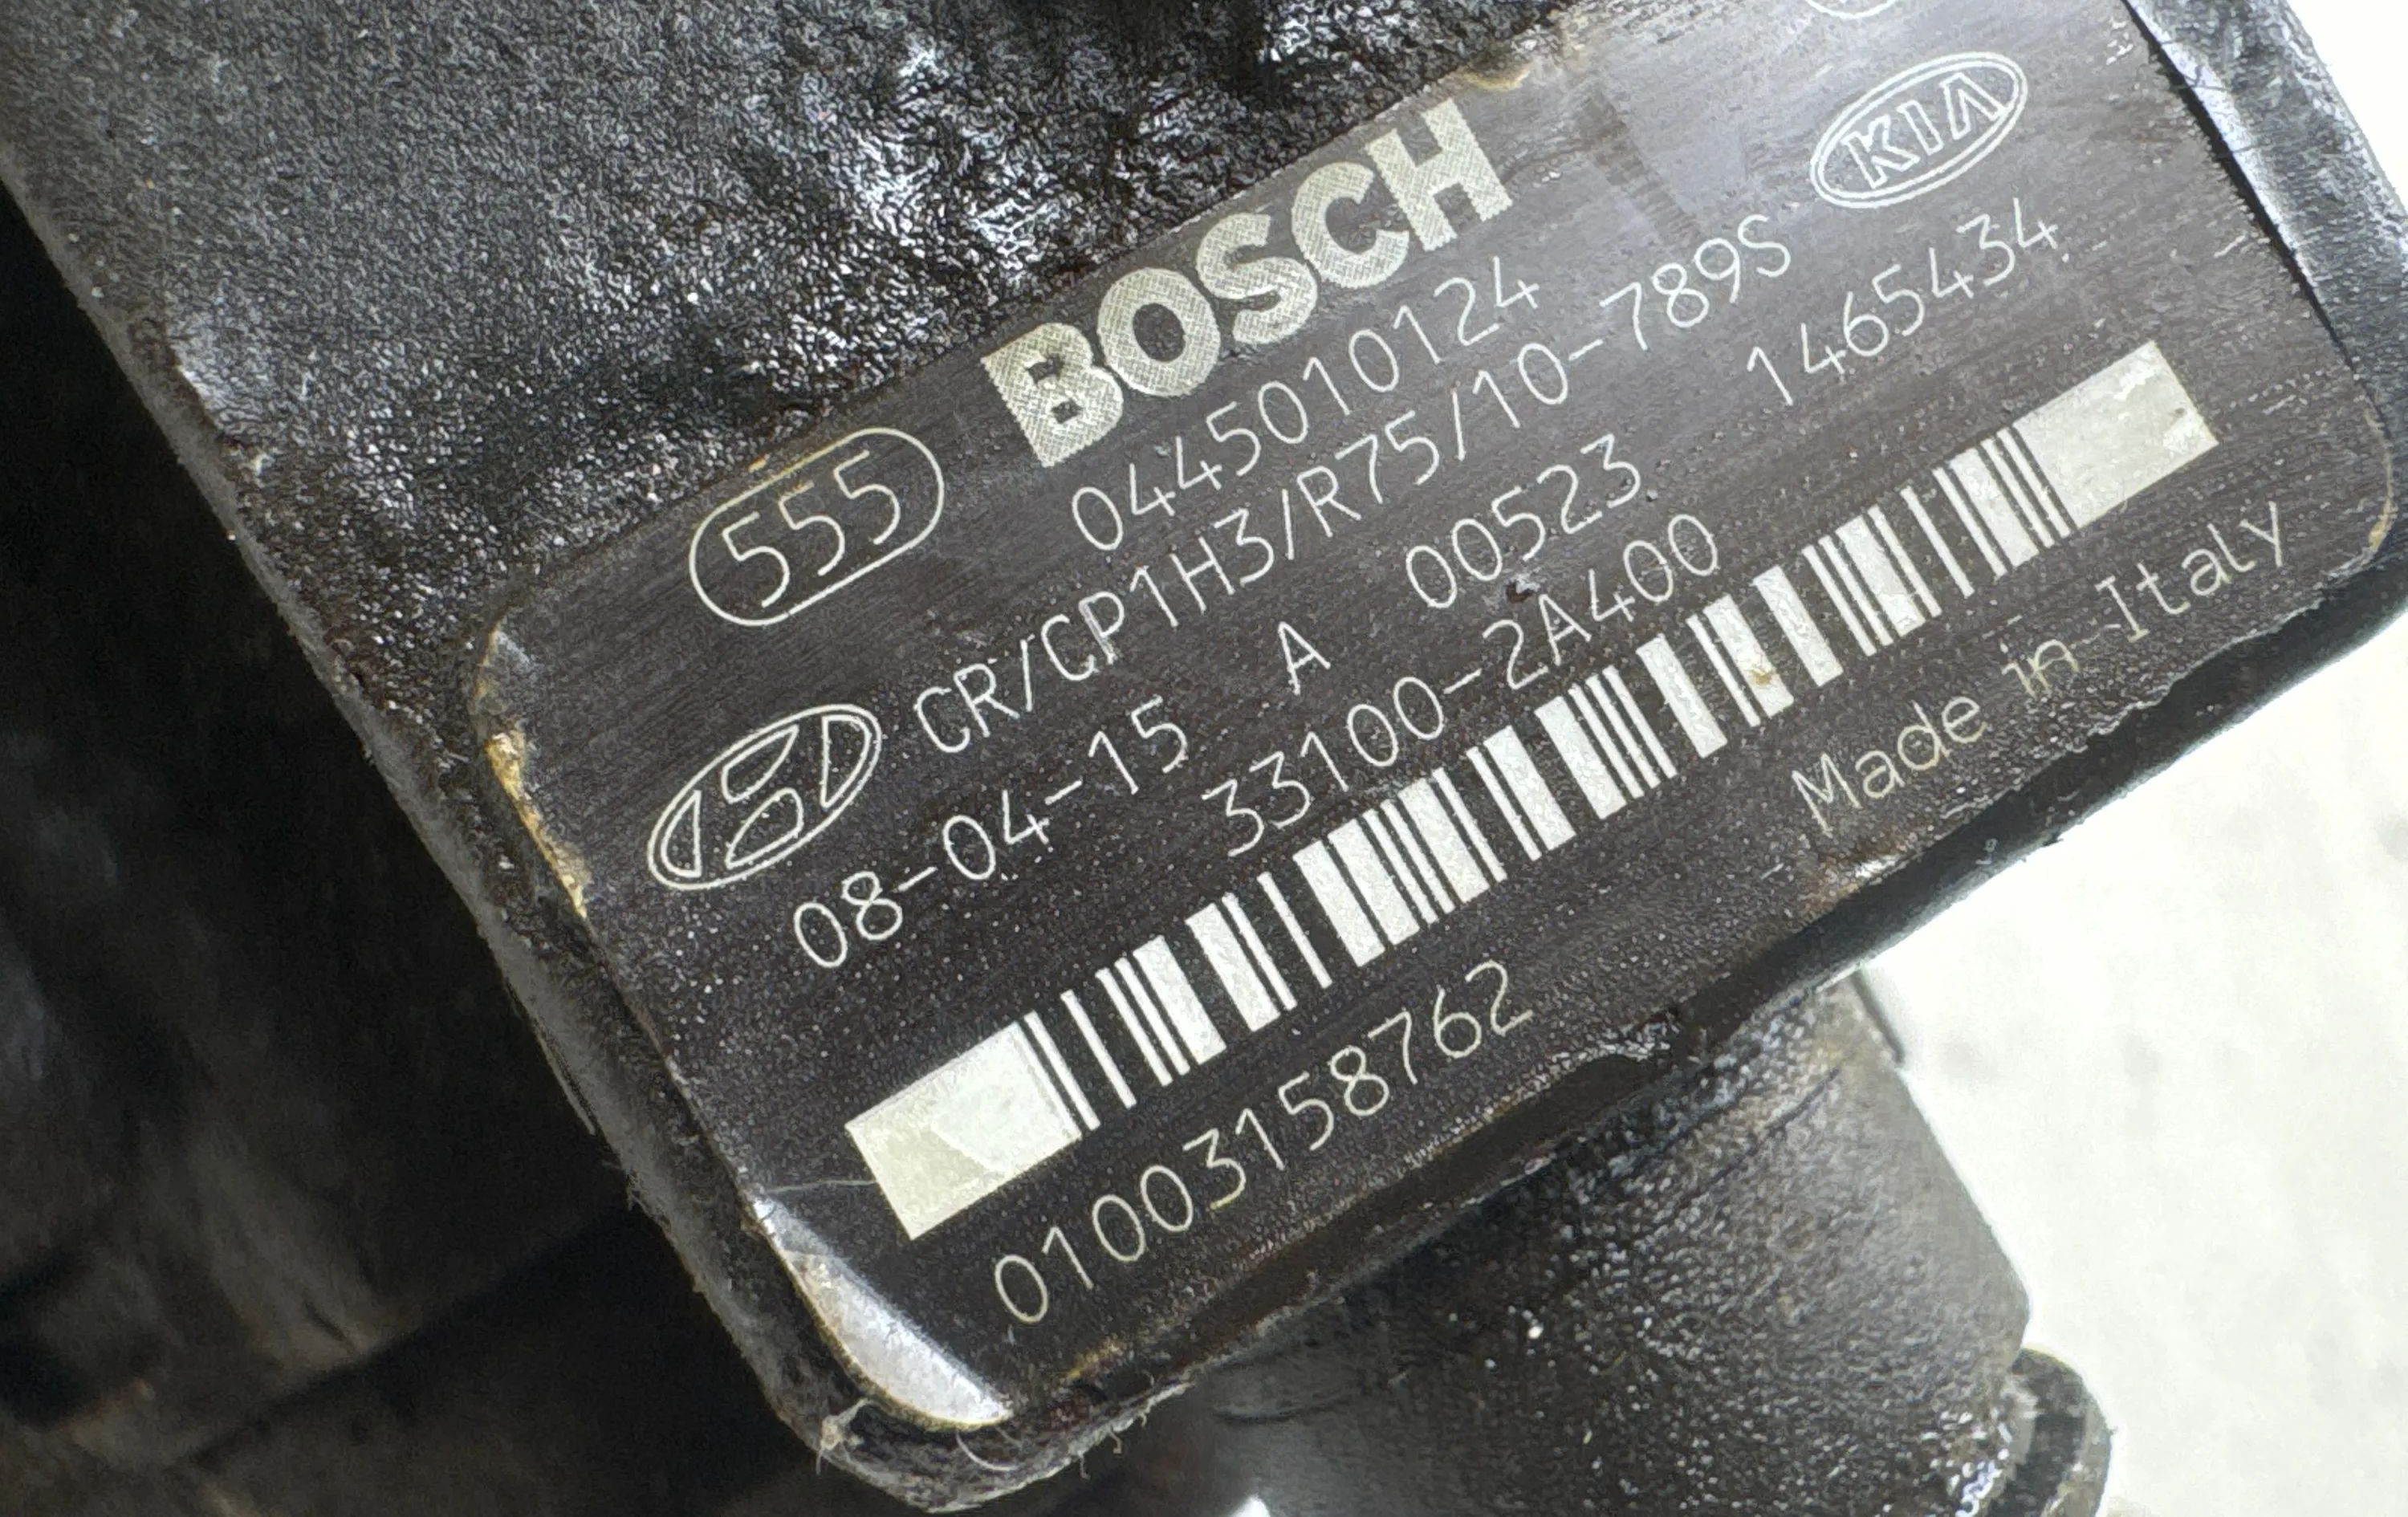 BOSCH
555
0445010124
KIA
CR/CP1H3/R75/10-789S
08-04-15 A 00523 1465434
33100-2A400
01003158762 Made in Italy